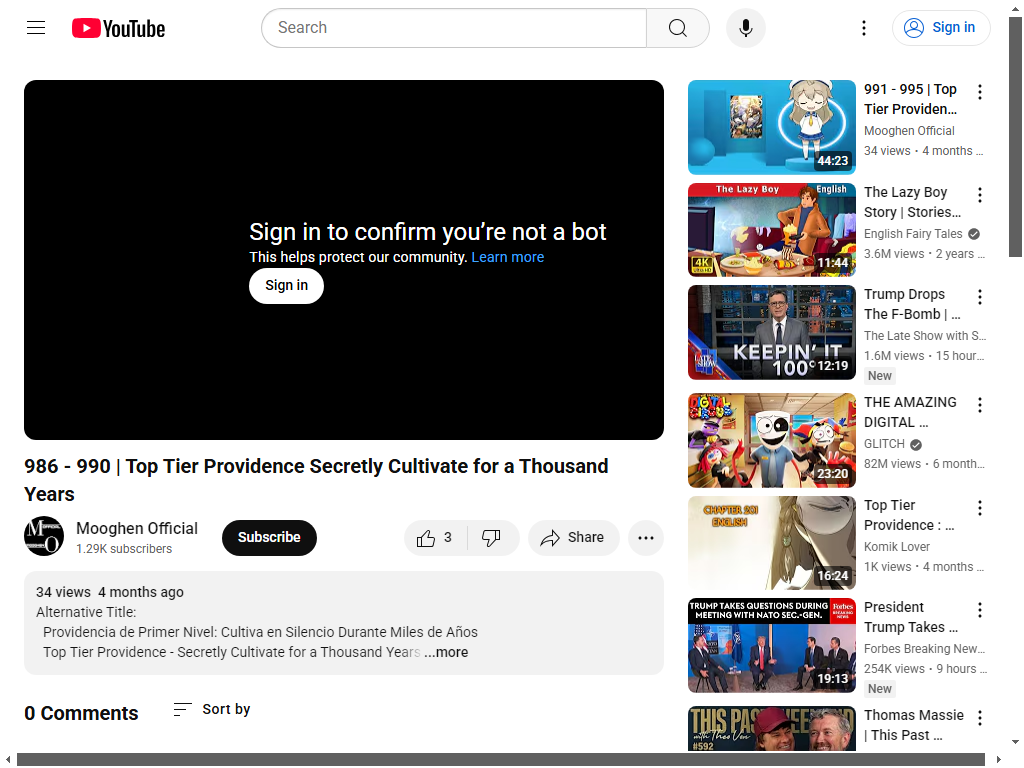 YouTube
Search
Sign in
Sign in to confirm you're not a bot
This helps protect our community. Learn more
Sign in
986 - 990 | Top Tier Providence Secretly Cultivate for a Thousand
Years
Mooghen Official
1.29K subscribers
Subscribe
3
Share
34 views 4 months ago
Alternative Title:
Providencia de Primer Nivel: Cultiva en Silencio Durante Miles de Años
Top Tier Providence - Secretly Cultivate for a Thousand Years ...more
0 Comments
Sort by
44:23
991 - 995 | Top
Tier Providen...
Mooghen Official
34 views • 4 months ...
The Lazy Boy
English
4K
11:44
The Lazy Boy
Story | Stories...
English Fairy Tales
3.6M views • 2 years ...
LATE SHOW
KEEPIN' IT
100%
12:19
Trump Drops
The F-Bomb | ...
The Late Show with S...
1.6M views • 15 hour...
New
DIGITAL CIRCUS
23:20
THE AMAZING
DIGITAL ...
GLITCH
82M views • 6 month...
CHAPTER 201
ENGLISH
16:24
Top Tier
Providence : ...
Komik Lover
1K views • 4 months ...
TRUMP TAKES QUESTIONS DURING
MEETING WITH NATO SEC.-GEN.
Forbes
BREAKING
NEWS
19:13
President
Trump Takes ...
Forbes Breaking New...
254K views • 9 hours ...
New
THIS PAST WEEKEND
with Theo Von
#592
Thomas Massie
| This Past ...